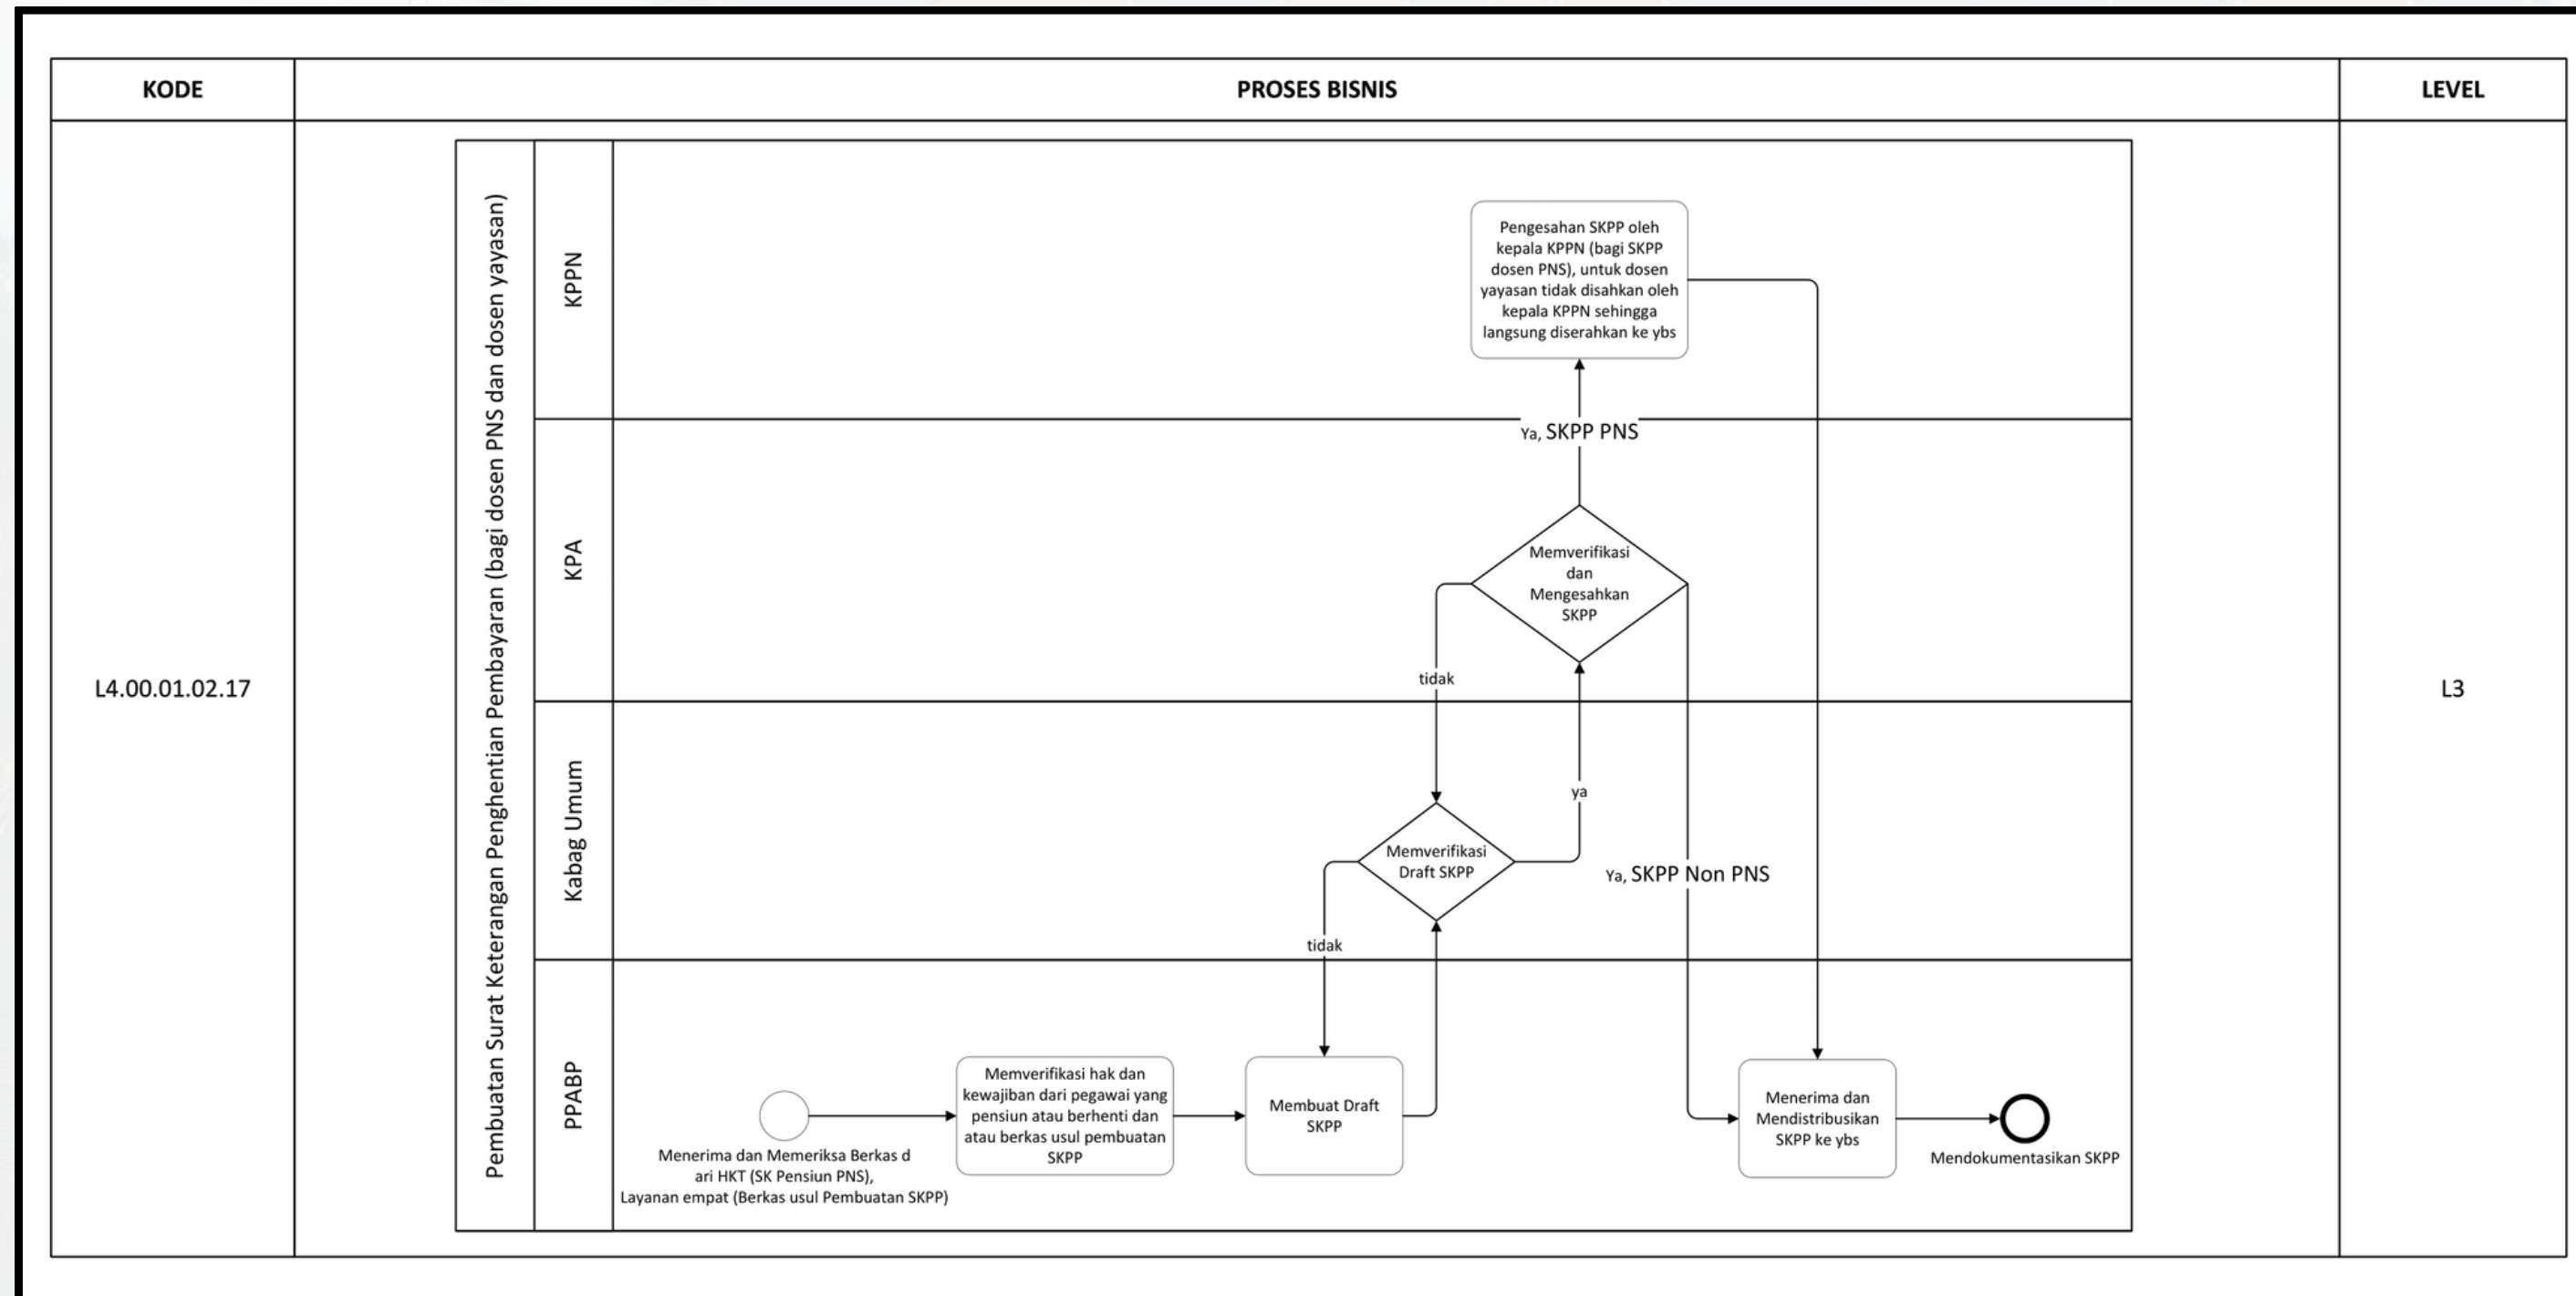 KODE
PROSES BISNIS
LEVEL
L4.00.01.02.17
L3
Pembuatan Surat Keterangan Penghentian Pembayaran (bagi dosen PNS dan dosen yayasan)
KPPN
Pengesahan SKPP oleh
kepala KPPN (bagi SKPP
dosen PNS), untuk dosen
yayasan tidak disahkan oleh
kepala KPPN sehingga
langsung diserahkan ke ybs
Ya, SKPP PNS
KPA
Memverifikasi
dan
Mengesahkan
SKPP
tidak
Kabag Umum
ya
Memverifikasi
Draft SKPP
Ya, SKPP Non PNS
tidak
PPABP
Menerima dan Memeriksa Berkas d
ari HKT (SK Pensiun PNS),
Layanan empat (Berkas usul Pembuatan SKPP)
Memverifikasi hak dan
kewajiban dari pegawai yang
pensiun atau berhenti dan
atau berkas usul pembuatan
SKPP
Membuat Draft
SKPP
Menerima dan
Mendistribusikan
SKPP ke ybs
Mendokumentasikan SKPP